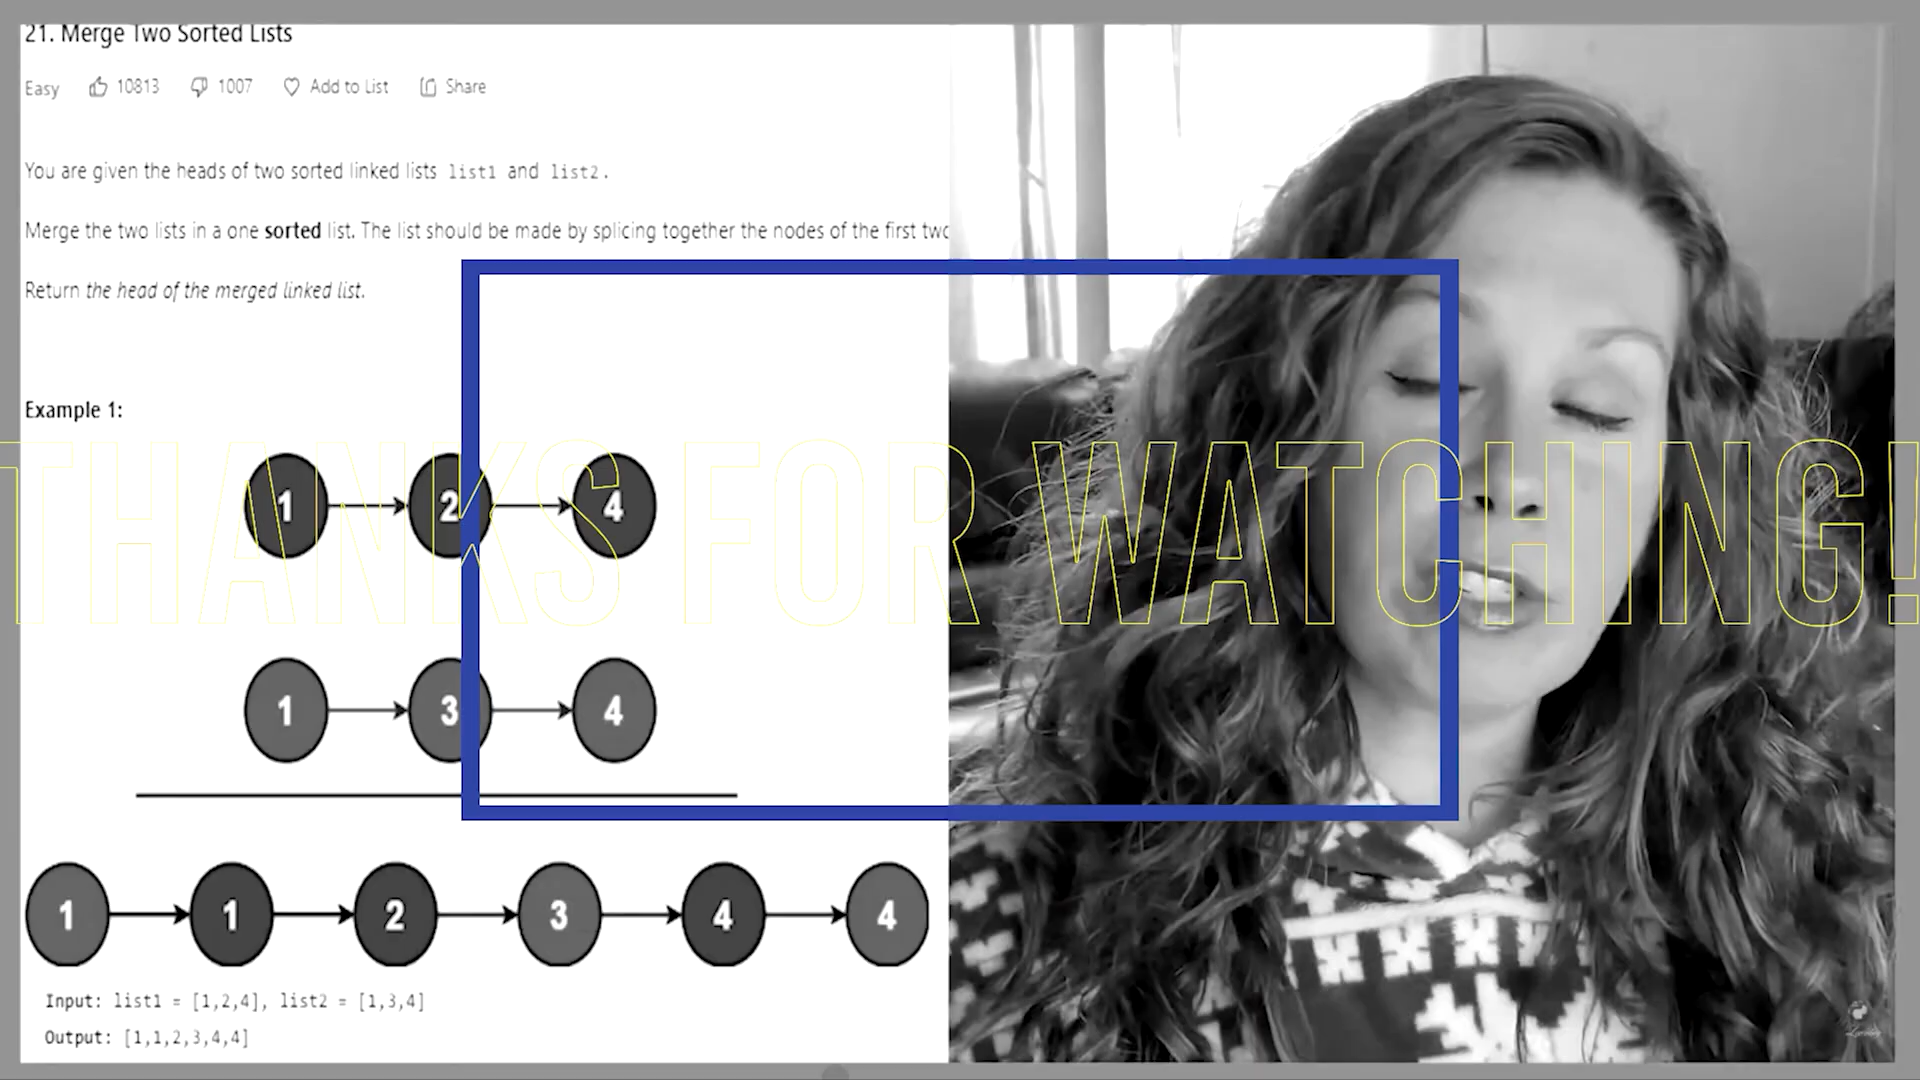 21. Merge Two Sorted Lists
Easy 10813 1007 Add to List Share
You are given the heads of two sorted linked lists list1 and list2.
Merge the two lists in a one sorted list. The list should be made by splicing together the nodes of the first two
Return the head of the merged linked list.
Example 1:
THANKS FOR WATCHING!
1 2 4
1 3 4
1 1 2 3 4 4
Input: list1 = [1,2,4], list2 = [1,3,4]
Output: [1,1,2,3,4,4]